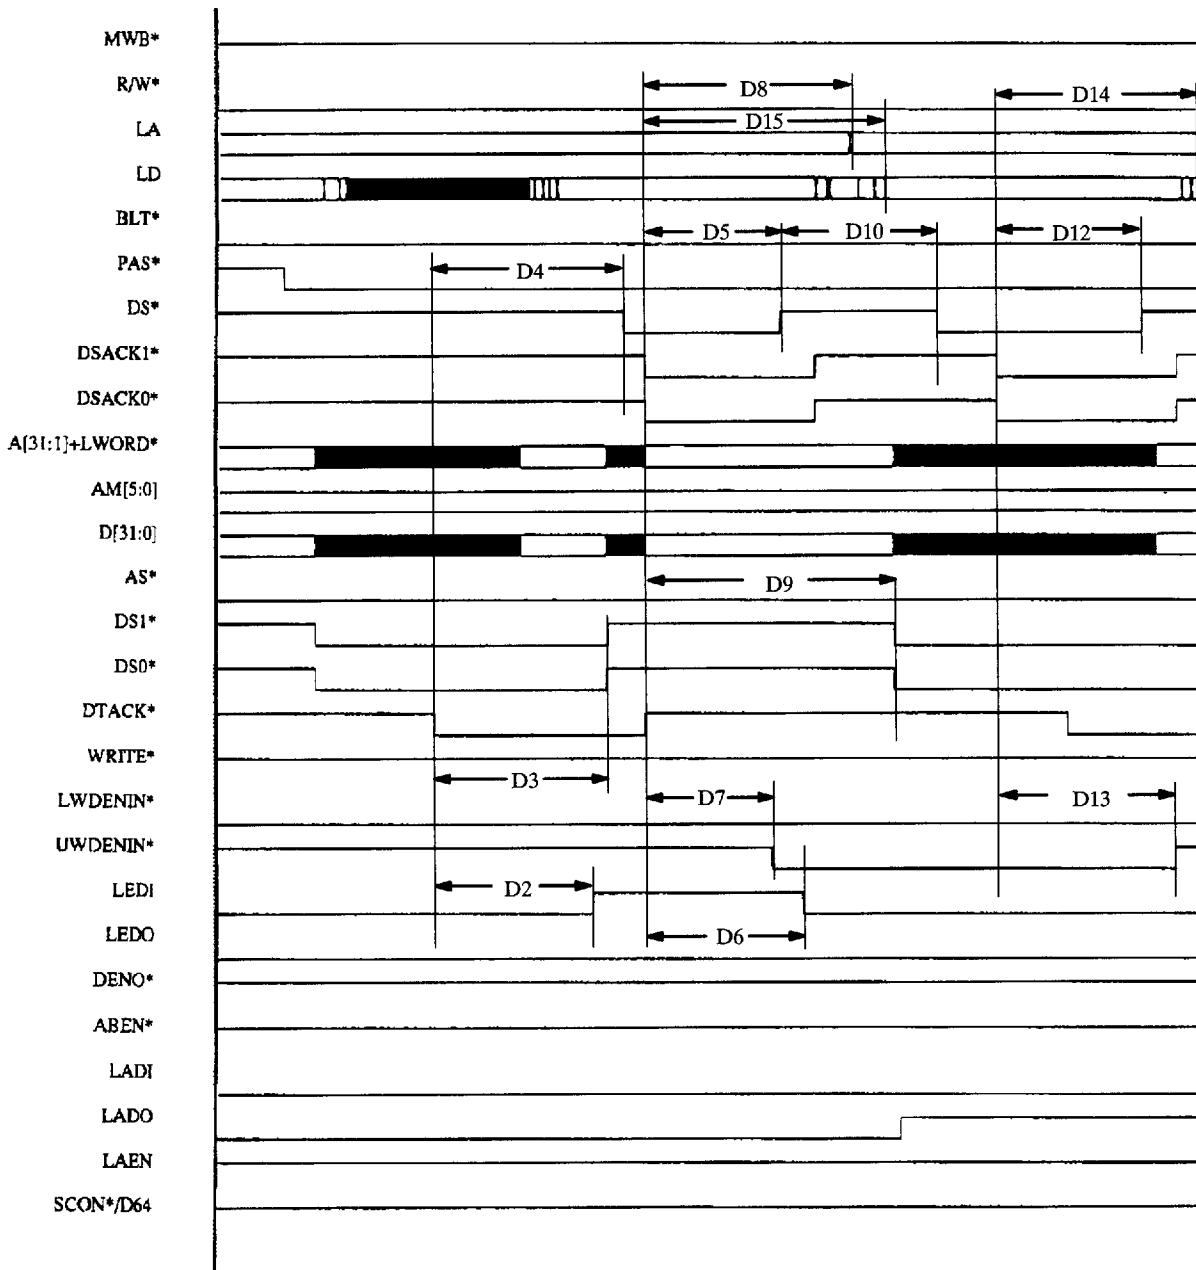 MWB*
R/W*
D8
D14
LA
D15
LD
BLT*
D5
D10
D12
PAS*
D4
DS*
DSACK1*
DSACK0*
A[31:1]+LWORD*
AM[5:0]
D[31:0]
AS*
D9
DS1*
DS0*
DTACK*
WRITE*
D3
LWDENIN*
D7
D13
UWDENIN*
LEDI
D2
LEDO
D6
DENO*
ABEN*
LADI
LADO
LAEN
SCON*/D64